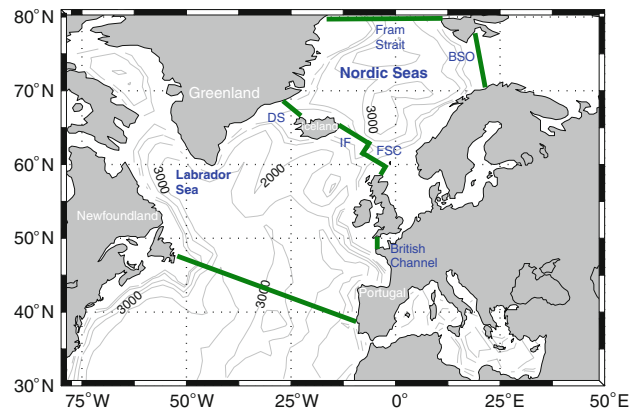 80°N
Fram
Strait
BSO
Nordic Seas
70°N
Greenland
DS
Iceland
3000
IF
FSC
60°N
3000
Labrador
Sea
2000
Newfoundland
50°N
British
Channel
3000
3000
Portugal
40°N
30°N
75°W
50°W
25°W
0°
25°E
50°E